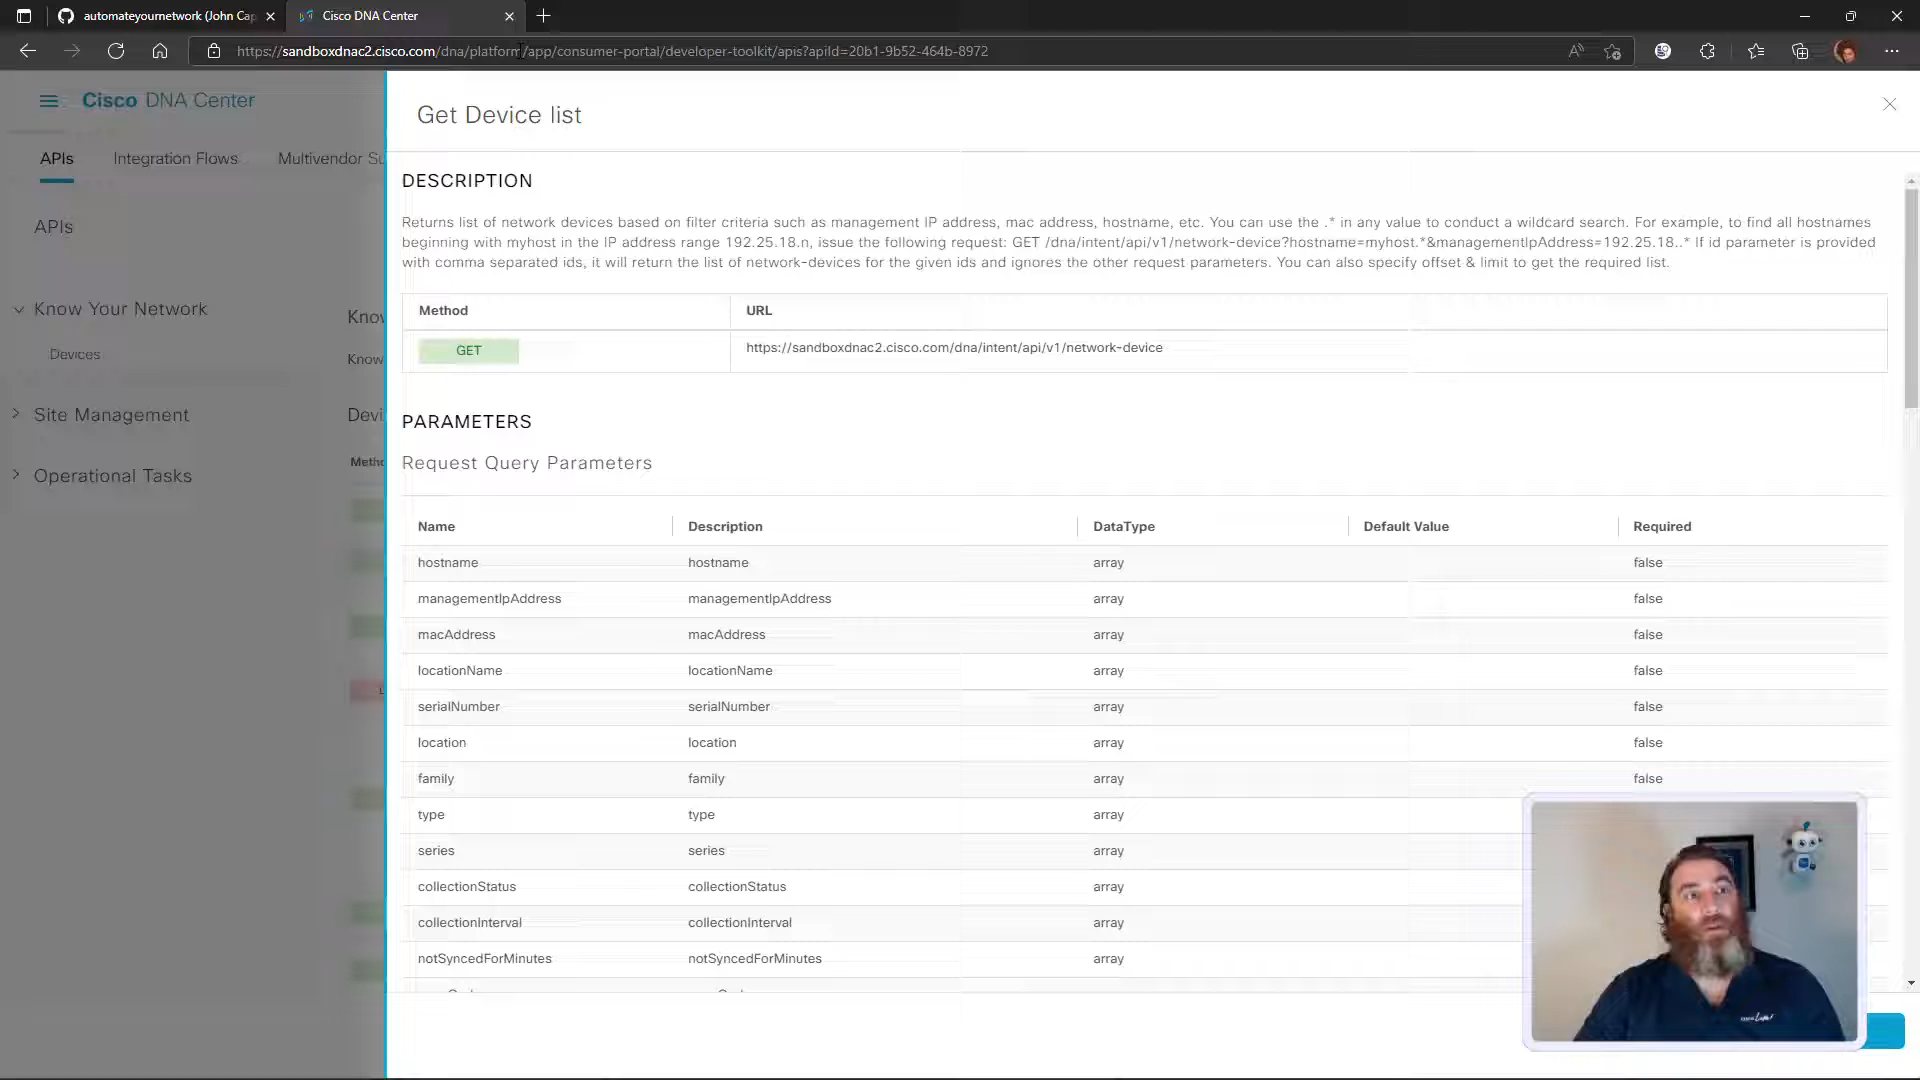 automateyournetwork (John Cap
Cisco DNA Center
https://sandboxdnac2.cisco.com/dna/platform/app/consumer-portal/developer-toolkit/apis?apiId=20b1-9b52-464b-8972
Cisco DNA Center
APIs
Integration Flows
Multivendor Su
APIs
Know Your Network
Devices
Site Management
Operational Tasks
Know
Know
Devi
Metho
Get Device list
DESCRIPTION
Returns list of network devices based on filter criteria such as management IP address, mac address, hostname, etc. You can use the .* in any value to conduct a wildcard search. For example, to find all hostnames
beginning with myhost in the IP address range 192.25.18.n, issue the following request: GET /dna/intent/api/v1/network-device?hostname=myhost.*&managementIpAddress=192.25.18..* If id parameter is provided
with comma separated ids, it will return the list of network-devices for the given ids and ignores the other request parameters. You can also specify offset & limit to get the required list.
Method URL
GET https://sandboxdnac2.cisco.com/dna/intent/api/v1/network-device
PARAMETERS
Request Query Parameters
Name Description DataType Default Value Required
hostname hostname array false
managementIpAddress managementIpAddress array false
macAddress macAddress array false
locationName locationName array false
serialNumber serialNumber array false
location location array false
family family array false
type type array
series series array
collectionStatus collectionStatus array
collectionInterval collectionInterval array
notSyncedForMinutes notSyncedForMinutes array